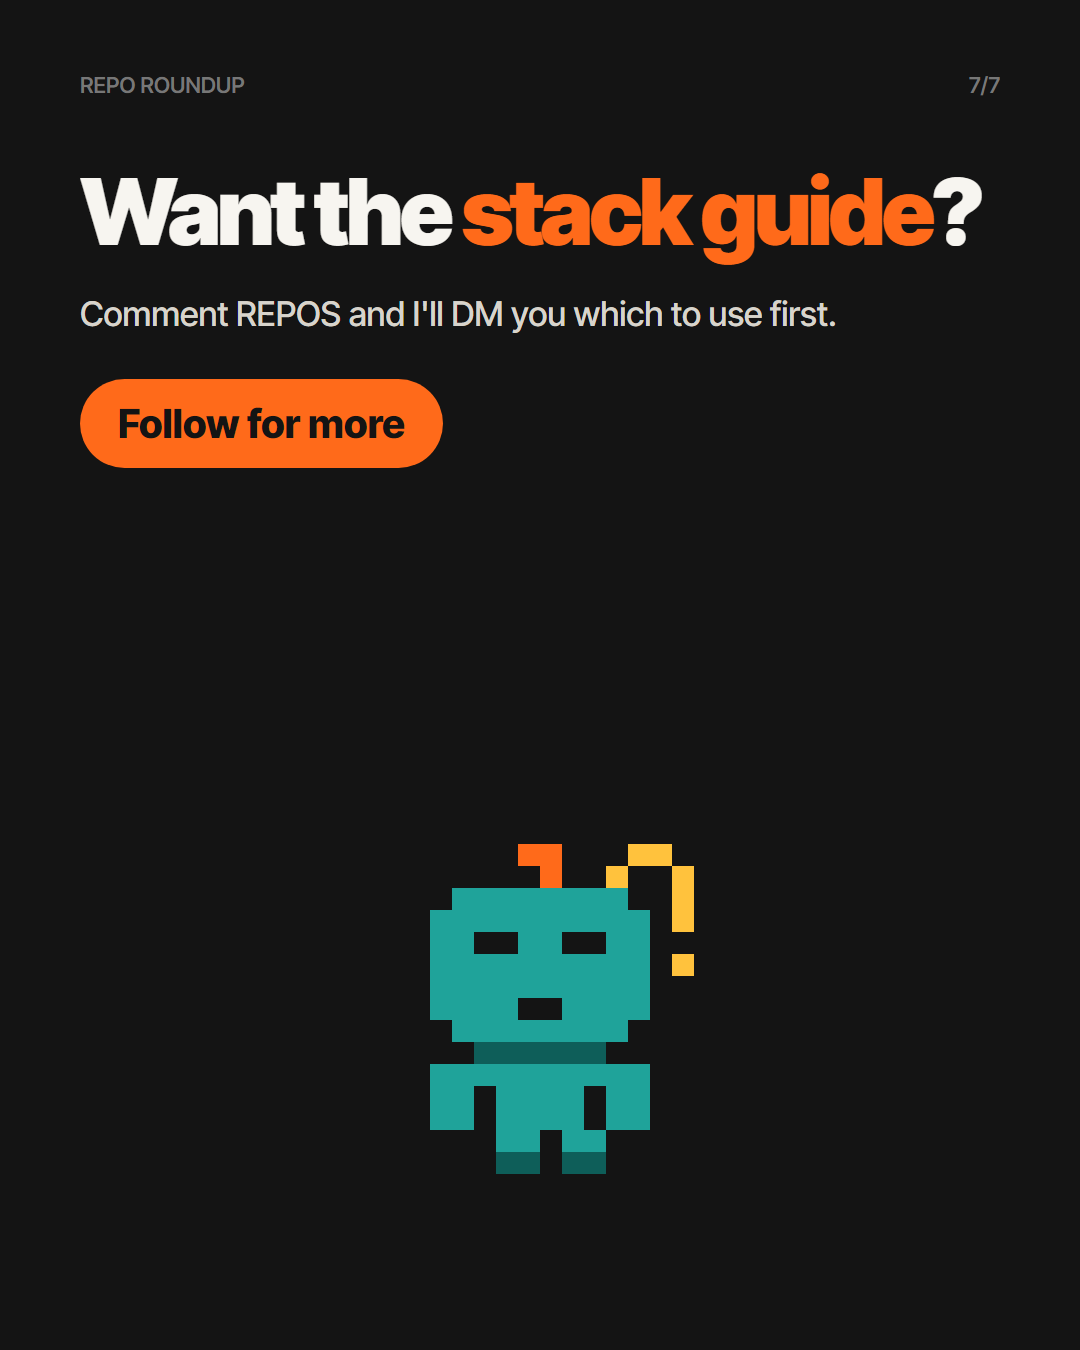 REPO ROUNDUP
7/7
Want the stack guide?
Comment REPOS and I'll DM you which to use first.
Follow for more